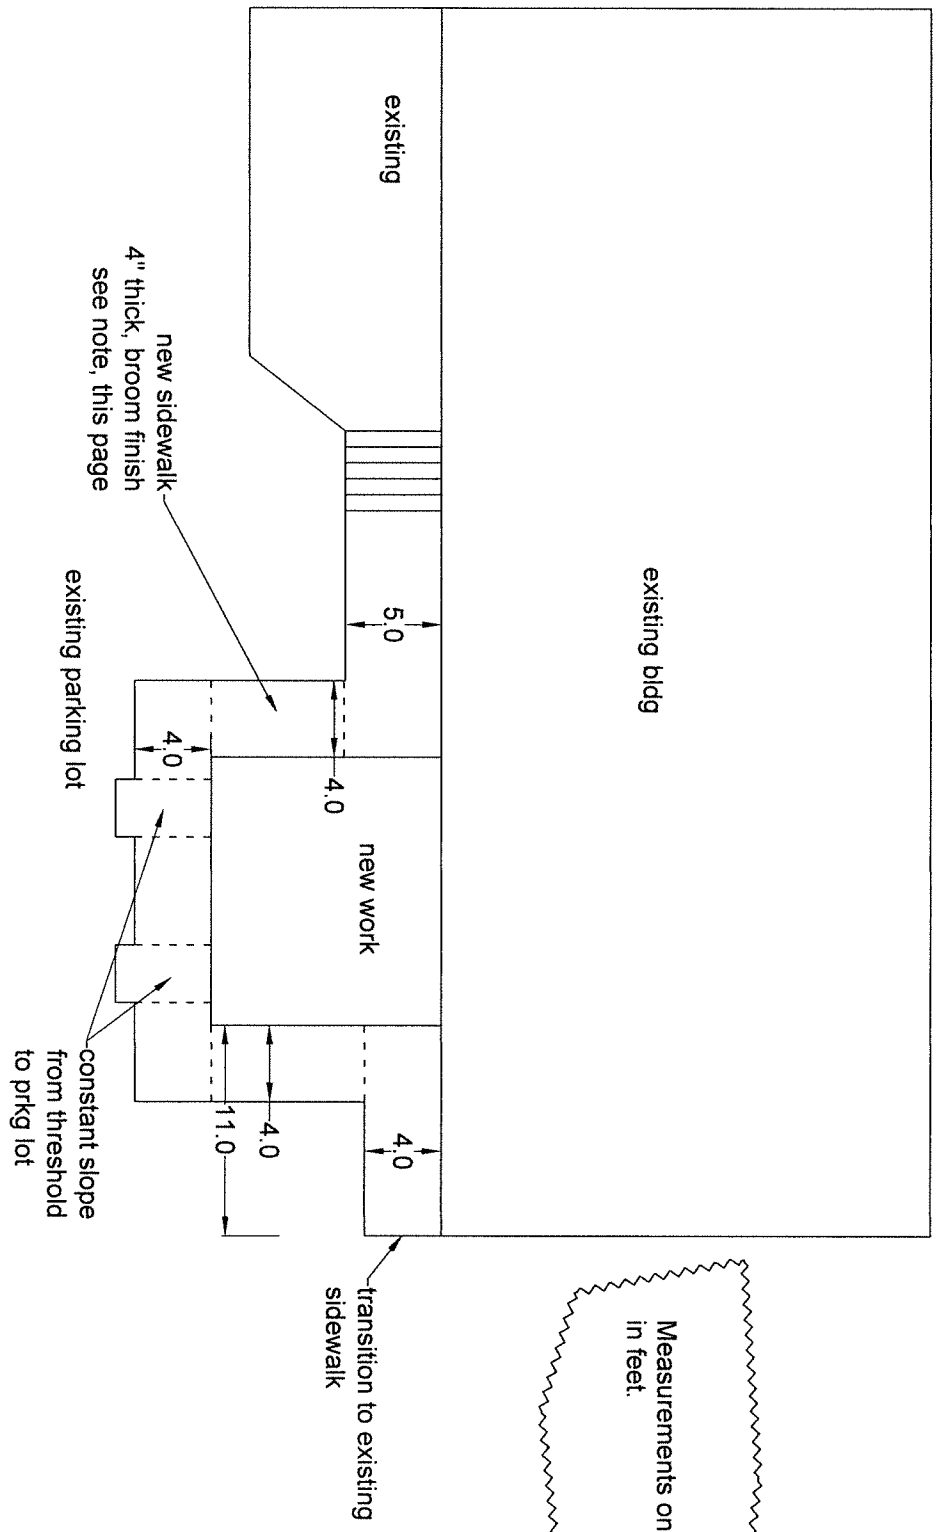 existing bldg
existing
new sidewalk
4" thick, broom finish
see note, this page
existing parking lot
5.0
4.0
4.0
new work
4.0
4.0
11.0
constant slope
from threshold
to prkg lot
transition to existing
sidewalk
Measurements on
in feet.